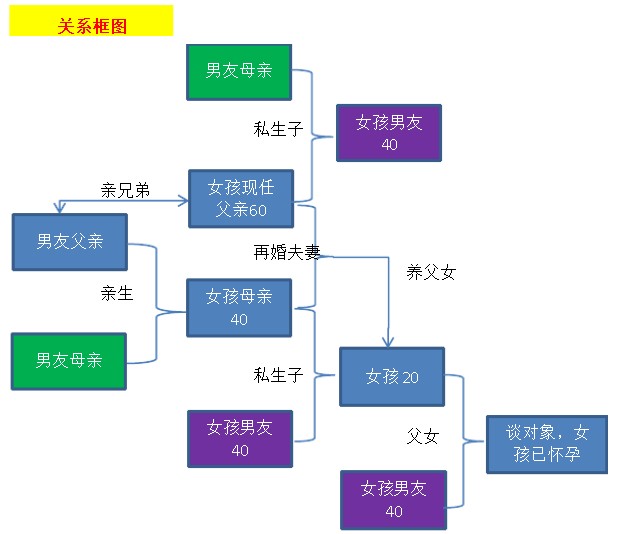 关系框图
男友母亲
私生子
女孩男友
40
亲兄弟
女孩现任
父亲60
男友父亲
再婚夫妻
养父女
亲生
女孩母亲
40
男友母亲
私生子
女孩 20
女孩男友
40
父女
谈对象，女
孩已怀孕
女孩男友
40